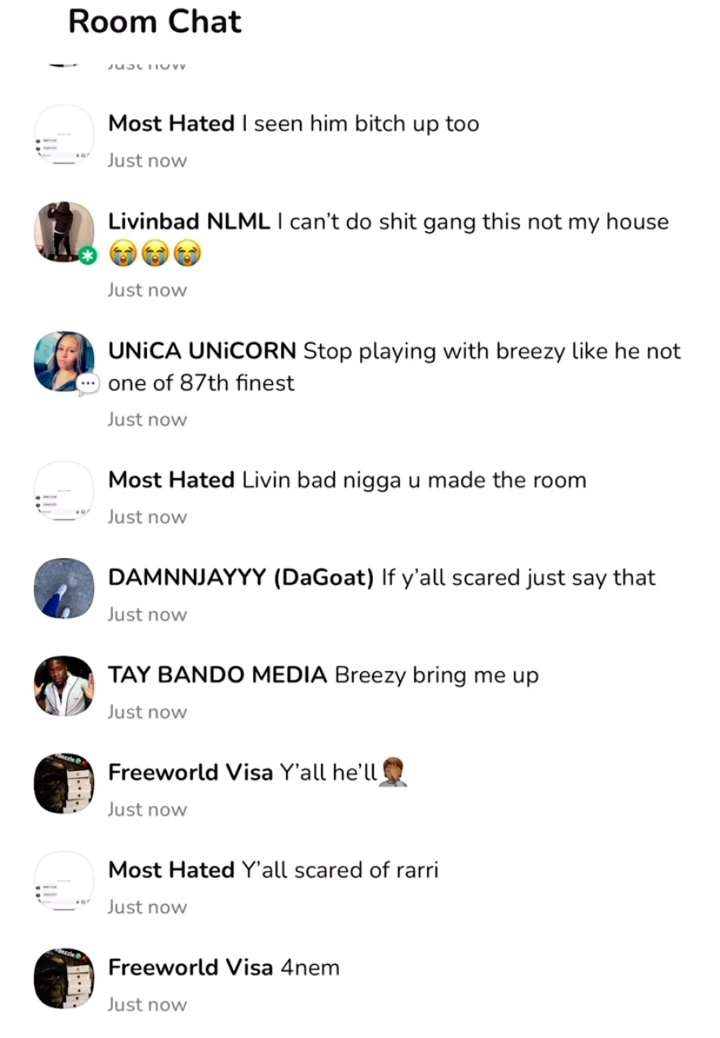 Room Chat
Just now
Most Hated I seen him bitch up too
Just now
Livinbad NLML I can't do shit gang this not my house
😭😭😭
Just now
UNiCA UNiCORN Stop playing with breezy like he not
one of 87th finest
Just now
Most Hated Livin bad nigga u made the room
Just now
DAMNNJAYYY (DaGoat) If y'all scared just say that
Just now
TAY BANDO MEDIA Breezy bring me up
Just now
Freeworld Visa Y'all he'll🤦🏾
Just now
Most Hated Y'all scared of rarri
Just now
Freeworld Visa 4nem
Just now